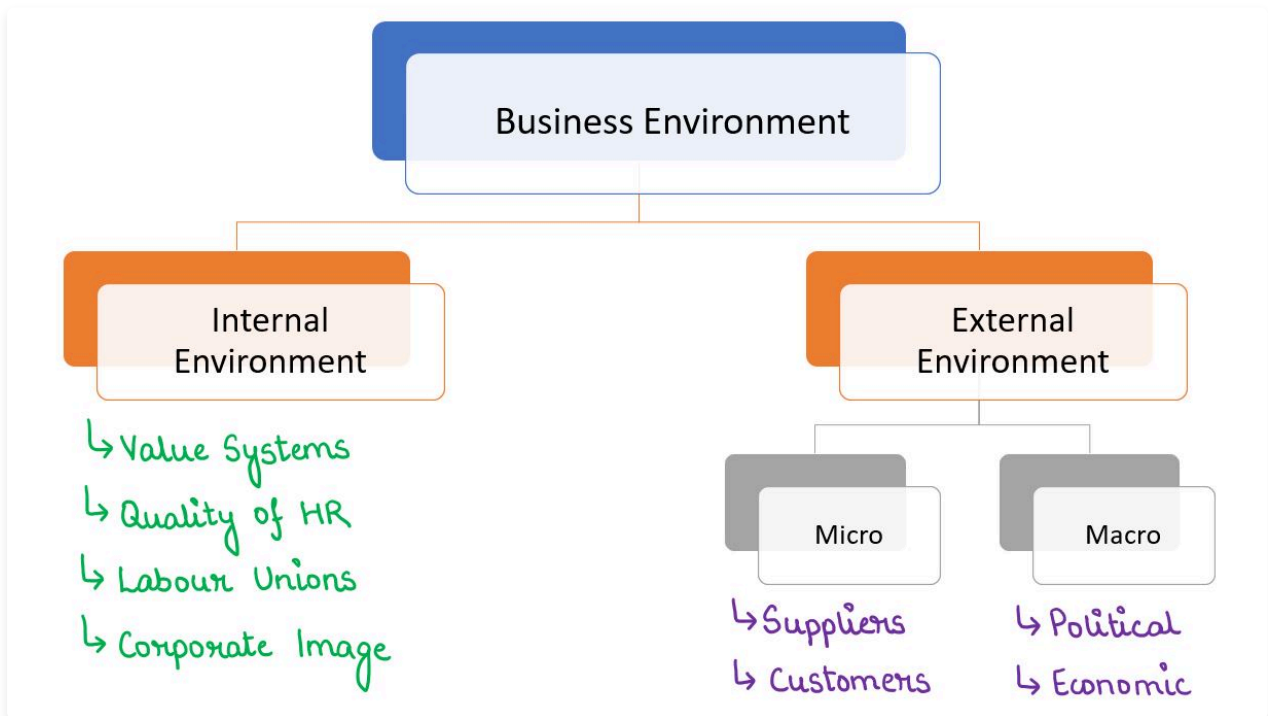 Business Environment
Internal
Environment
↳ Value Systems
↳ Quality of HR
↳ Labour Unions
↳ Corporate Image
External
Environment
Micro
↳ Suppliers
↳ Customers
Macro
↳ Political
↳ Economic